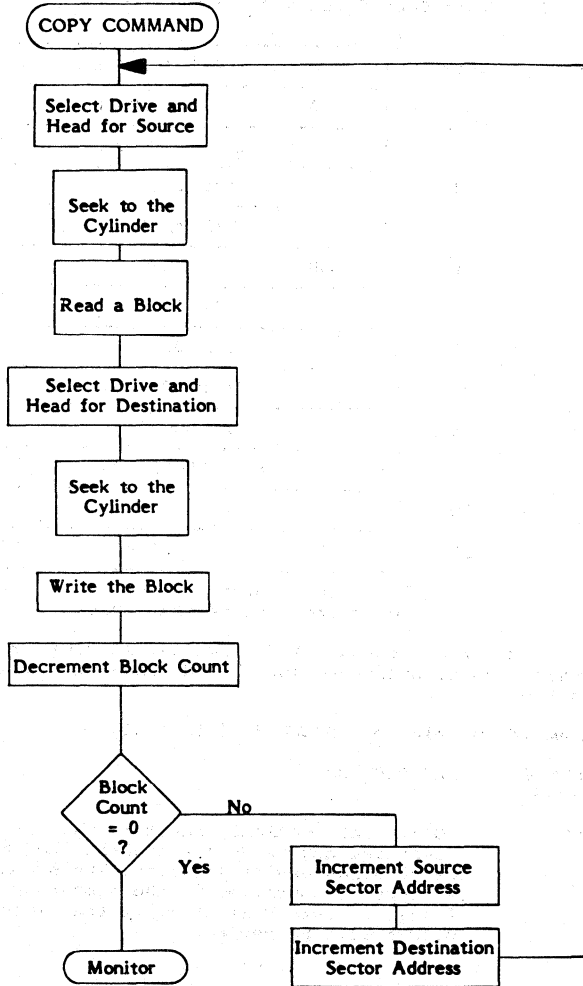 COPY COMMAND
Select Drive and
Head for Source
Seek to the
Cylinder
Read a Block
Select Drive and
Head for Destination
Seek to the
Cylinder
Write the Block
Decrement Block Count
Block
Count
= 0
?
No
Yes
Increment Source
Sector Address
Increment Destination
Sector Address
Monitor